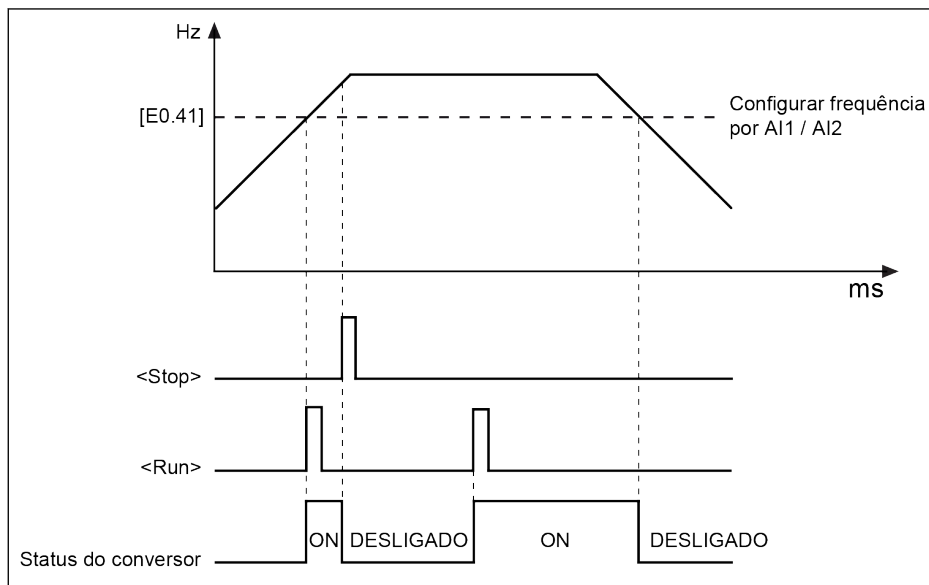 Hz
[E0.41]
Configurar frequência
por AI1 / AI2
ms
<Stop>
<Run>
Status do conversor
ON
DESLIGADO
ON
DESLIGADO